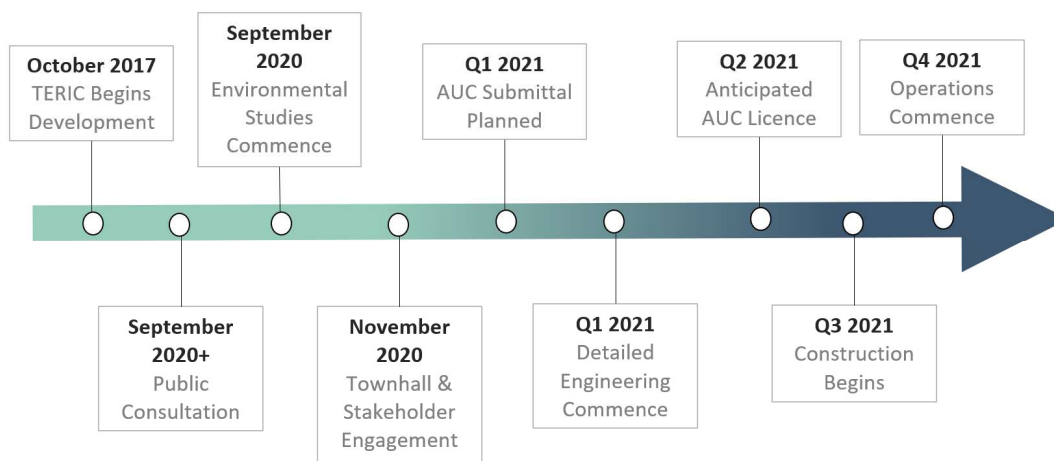 October 2017
TERIC Begins
Development
September
2020+
Public
Consultation
September
2020
Environmental
Studies
Commence
November
2020
Townhall &
Stakeholder
Engagement
Q1 2021
AUC Submittal
Planned
Q1 2021
Detailed
Engineering
Commence
Q2 2021
Anticipated
AUC Licence
Q3 2021
Construction
Begins
Q4 2021
Operations
Commence